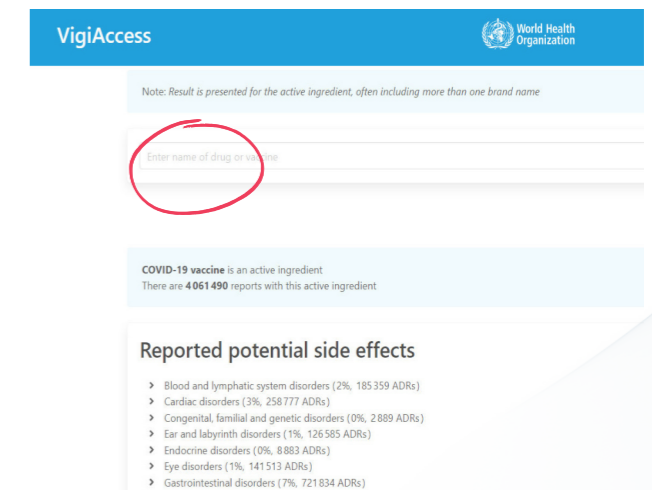 VigiAccess
World Health
Organization
Note: Result is presented for the active ingredient, often including more than one brand name
Enter name of drug or vaccine
COVID-19 vaccine is an active ingredient
There are 4 061 490 reports with this active ingredient
Reported potential side effects
> Blood and lymphatic system disorders (2%, 185 359 ADRs)
> Cardiac disorders (3%, 258 777 ADRs)
> Congenital, familial and genetic disorders (0%, 2 889 ADRs)
> Ear and labyrinth disorders (1%, 126 585 ADRs)
> Endocrine disorders (0%, 8 883 ADRs)
> Eye disorders (1%, 141 513 ADRs)
> Gastrointestinal disorders (7%, 721 834 ADRs)